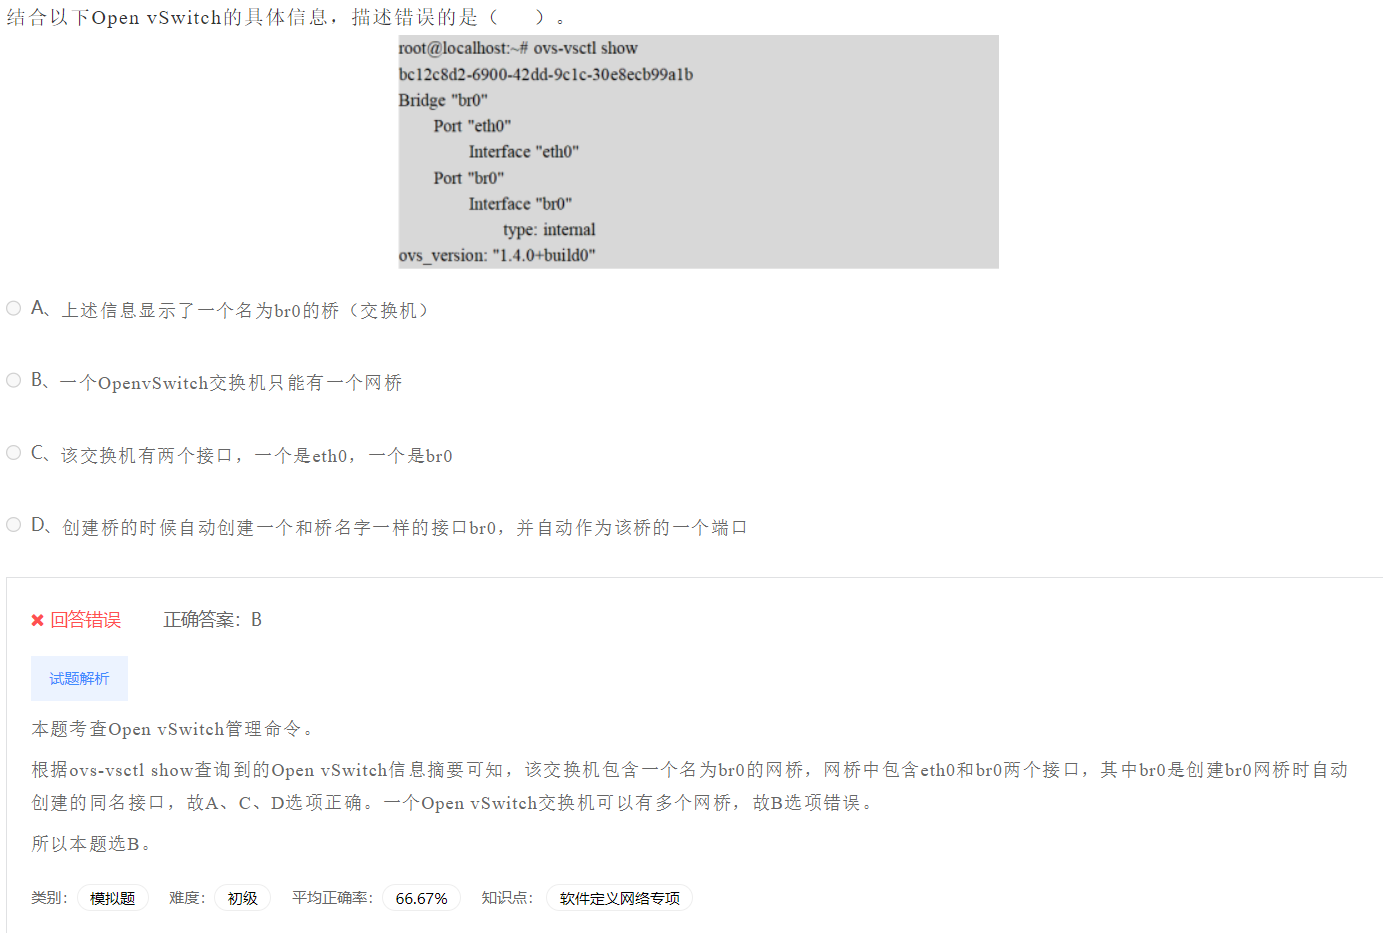 结合以下Open vSwitch的具体信息，描述错误的是（　　）。
root@localhost:~# ovs-vsctl show
bc12c8d2-6900-42dd-9c1c-30e8ecb99a1b
Bridge "br0"
Port "eth0"
Interface "eth0"
Port "br0"
Interface "br0"
type: internal
ovs_version: "1.4.0+build0"
A、上述信息显示了一个名为br0的桥（交换机）
B、一个OpenvSwitch交换机只能有一个网桥
C、该交换机有两个接口，一个是eth0，一个是br0
D、创建桥的时候自动创建一个和桥名字一样的接口br0，并自动作为该桥的一个端口
回答错误 正确答案：B
试题解析
本题考查Open vSwitch管理命令。
根据ovs-vsctl show查询到的Open vSwitch信息摘要可知，该交换机包含一个名为br0的网桥，网桥中包含eth0和br0两个接口，其中br0是创建br0网桥时自动
创建的同名接口，故A、C、D选项正确。一个Open vSwitch交换机可以有多个网桥，故B选项错误。
所以本题选B。
类别： 模拟题 难度： 初级 平均正确率： 66.67% 知识点： 软件定义网络专项